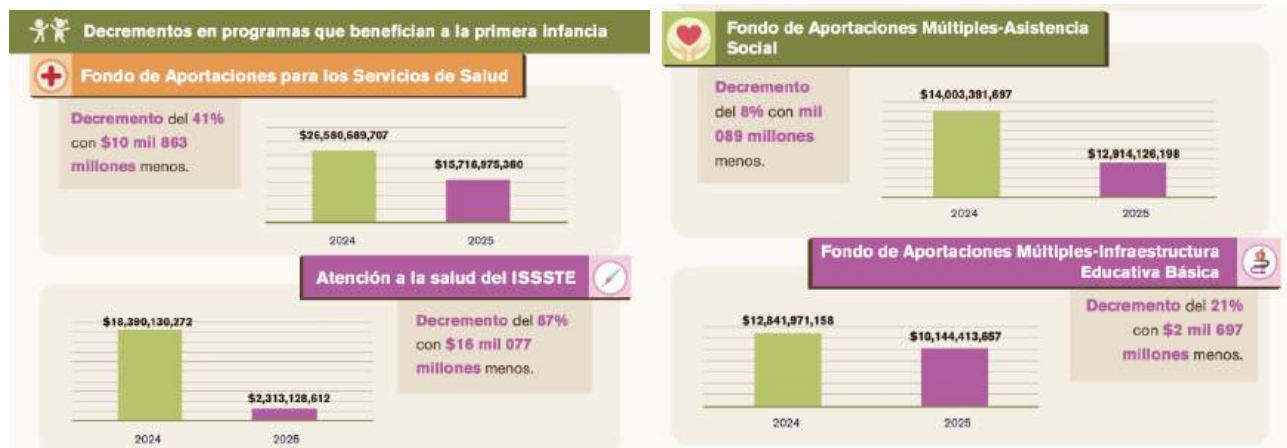 Decrementos en programas que benefician a la primera infancia
Fondo de Aportaciones para los Servicios de Salud
Decremento del 41%
con $10 mil 863
millones menos.
$26,580,689,707
$15,716,975,360
2024
2025
Atención a la salud del ISSSTE
$18,390,130,272
$2,313,128,612
2024
2025
Decremento del 87%
con $16 mil 077
millones menos.
Fondo de Aportaciones Múltiples-Asistencia
Social
Decremento
del 8% con mil
089 millones
menos.
$14,003,391,697
$12,914,126,198
2024
2025
Fondo de Aportaciones Múltiples-Infraestructura
Educativa Básica
$12,841,971,158
$10,144,413,657
2024
2025
Decremento del 21%
con $2 mil 697
millones menos.